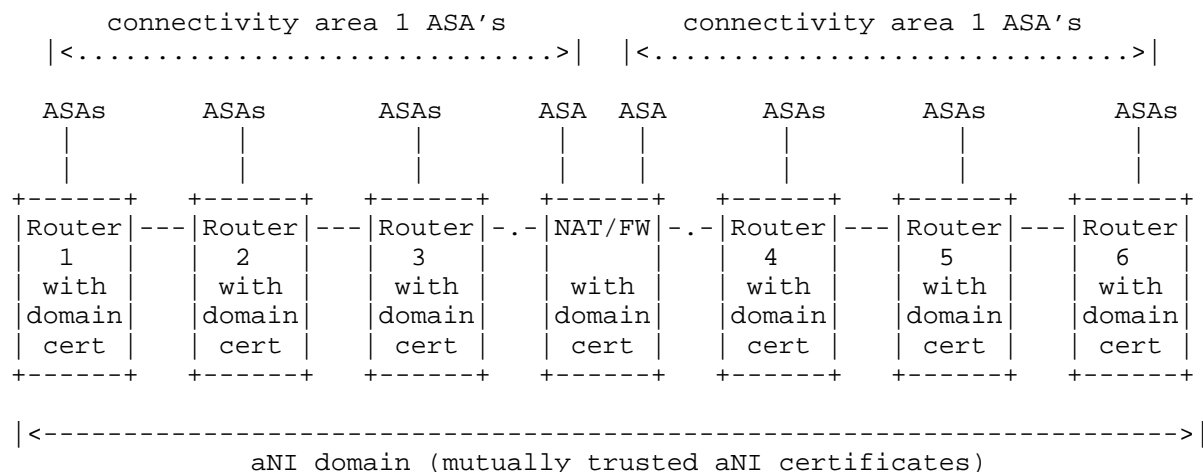 connectivity area 1 ASA's connectivity area 1 ASA's
|<..............................>| |<..............................>|
ASAs ASAs ASAs ASA ASA ASAs ASAs ASAs
| | | | | | | |
| | | | | | | |
+------+ +------+ +------+ +------+ +------+ +------+ +------+
|Router|---|Router|---|Router|-.-|NAT/FW|-.-|Router|---|Router|---|Router|
| 1 | | 2 | | 3 | | | | 4 | | 5 | | 6 |
| with | | with | | with | | with | | with | | with | | with |
|domain| |domain| |domain| |domain| |domain| |domain| |domain|
| cert | | cert | | cert | | cert | | cert | | cert | | cert |
+------+ +------+ +------+ +------+ +------+ +------+ +------+
|<------------------------------------------------------------------------>|
aNI domain (mutually trusted aNI certificates)